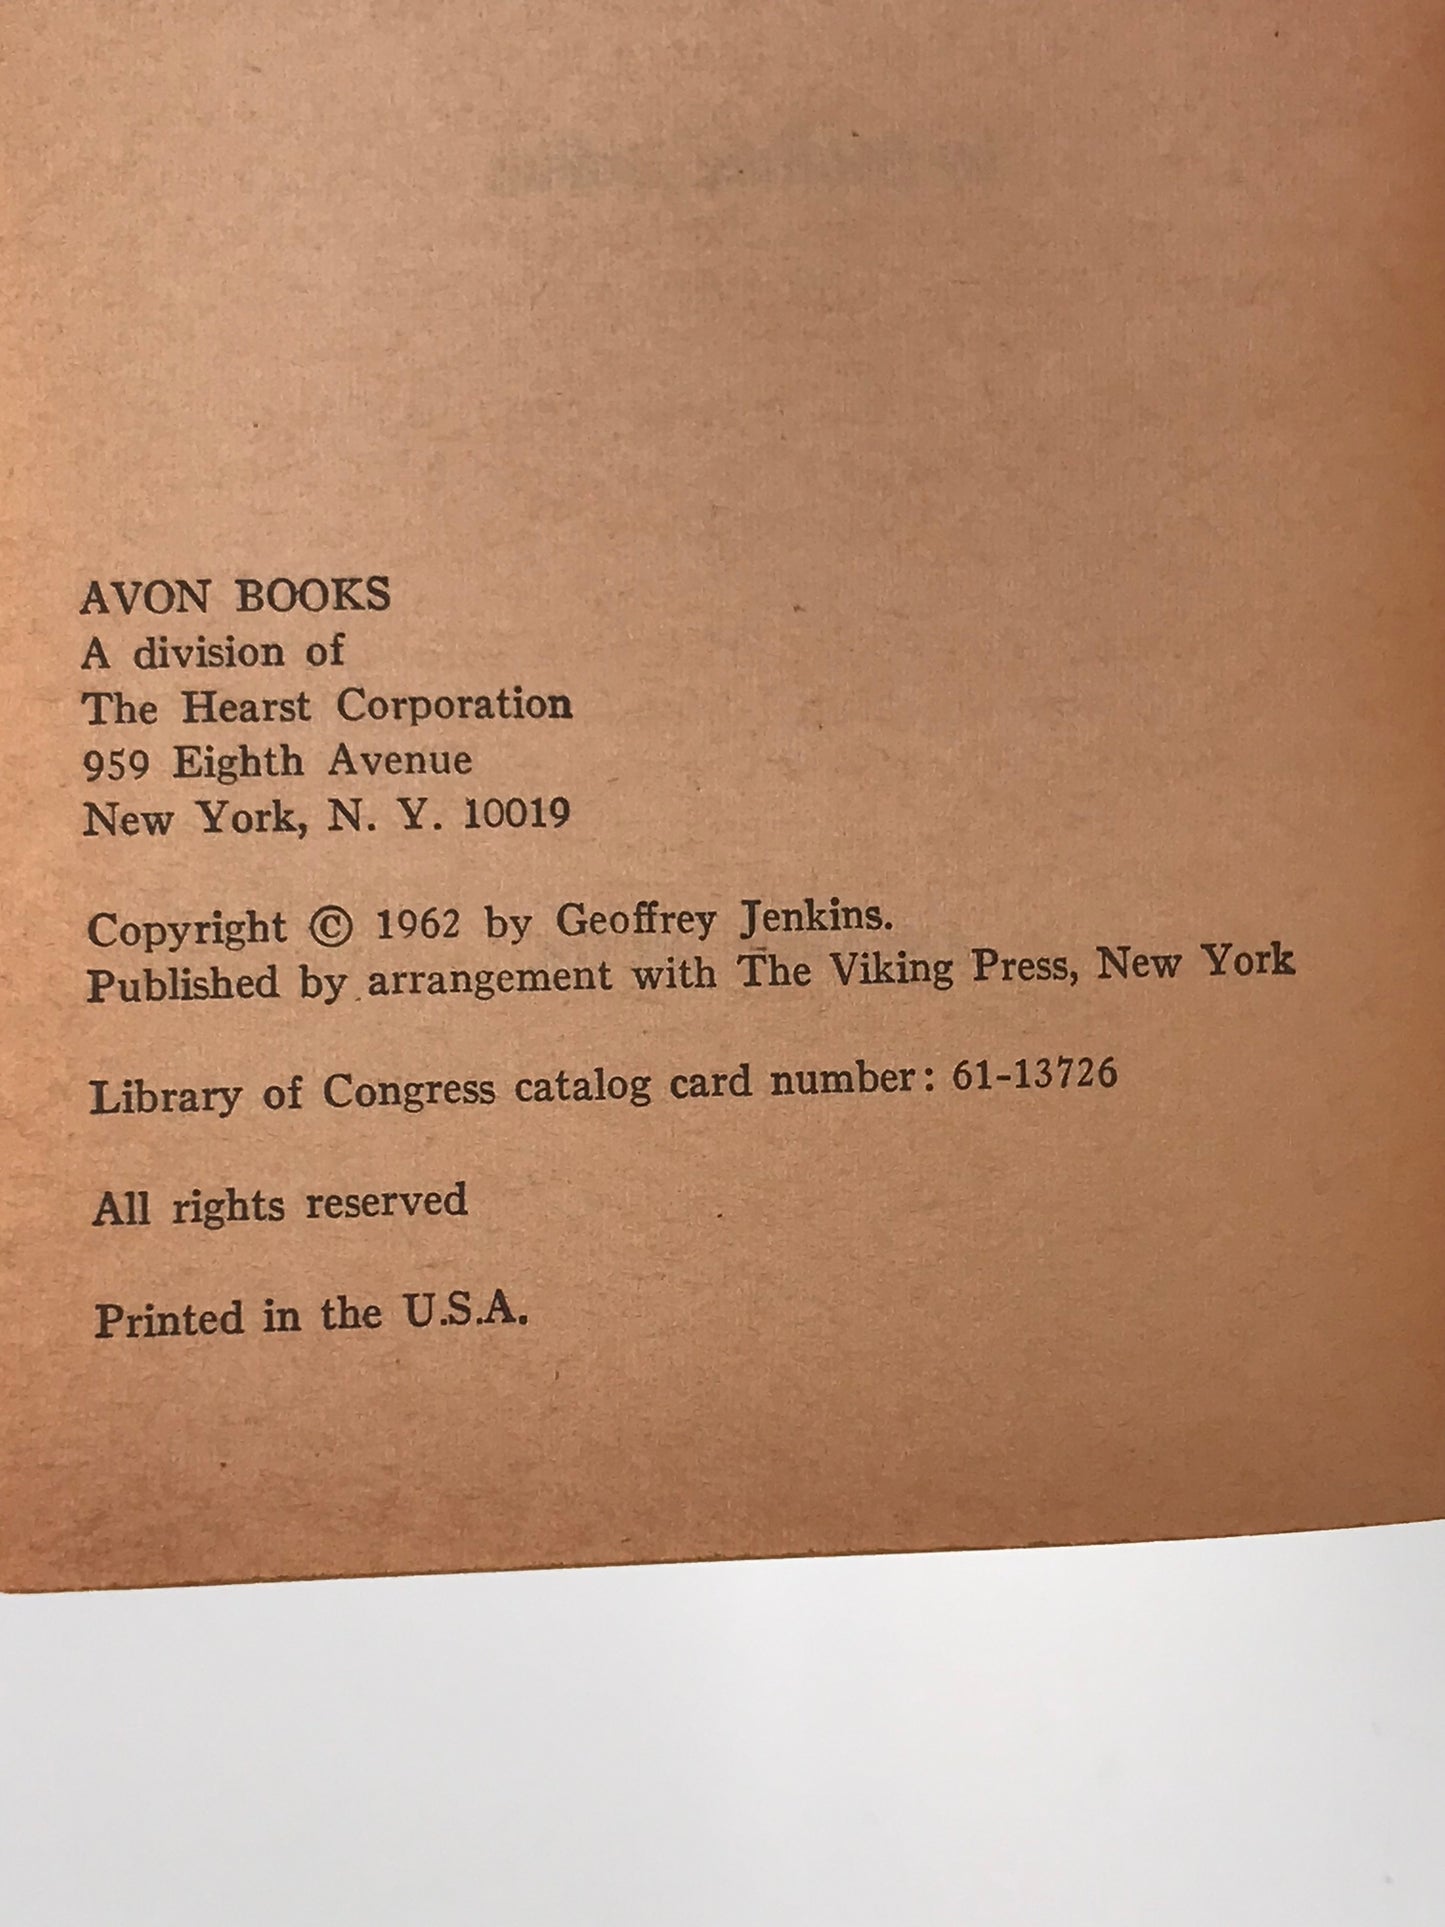 AVON BOOKS
A division of
The Hearst Corporation
959 Eighth Avenue
New York, N. Y. 10019
Copyright © 1962 by Geoffrey Jenkins.
Published by arrangement with The Viking Press, New York
Library of Congress catalog card number: 61-13726
All rights reserved
Printed in the U.S.A.